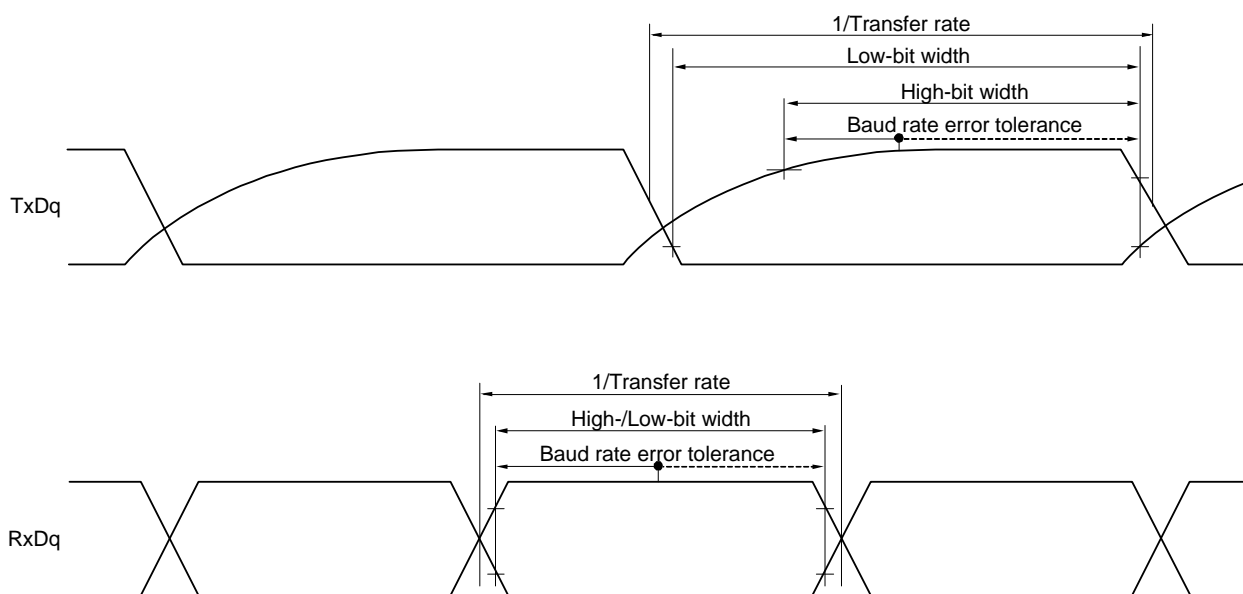 1/Transfer rate
Low-bit width
High-bit width
Baud rate error tolerance
TxDq
1/Transfer rate
High-/Low-bit width
Baud rate error tolerance
RxDq